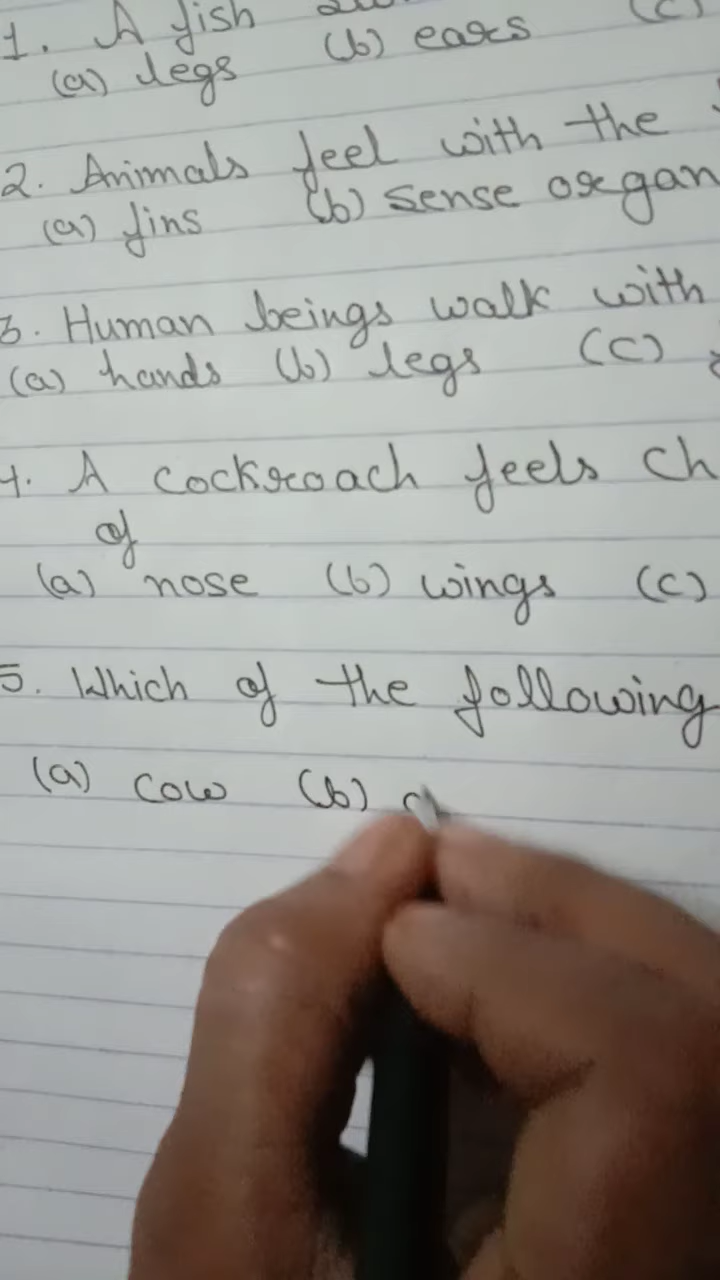 1. A fish
(a) legs (b) ears (c)
2. Animals feel with the
(a) fins (b) sense organ
3. Human beings walk with
(a) hands (b) legs (c)
4. A cockroach feels ch
of
(a) nose (b) wings (c)
5. Which of the following
(a) cow (b)